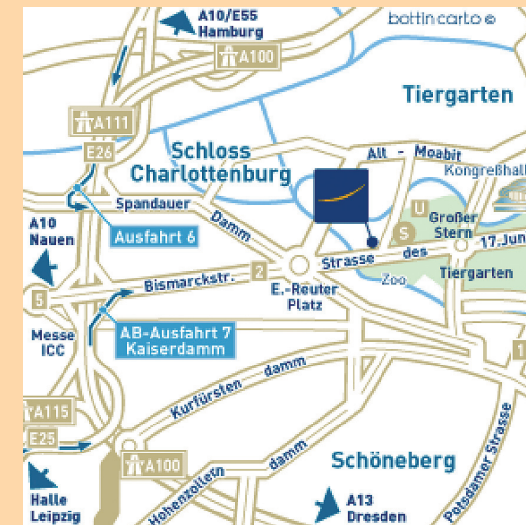 A10/E55
Hamburg
bottin carto ©
A100
Tiergarten
A111
E26
Schloss
Charlottenburg
Alt - Moabit
Kongreßhall
Spandauer
Damm
U
Großer
Stern
A10
Nauen
Ausfahrt 6
S
17.Jun
Strasse des
2
Bismarckstr.
Zoo
Tiergarten
E.-Reuter
Platz
5
Messe
ICC
AB-Ausfahrt 7
Kaiserdamm
1
Kurfürsten damm
A115
E25
A100
Schöneberg
Potsdamer Strasse
Hohenzollern damm
Halle
Leipzig
A13
Dresden